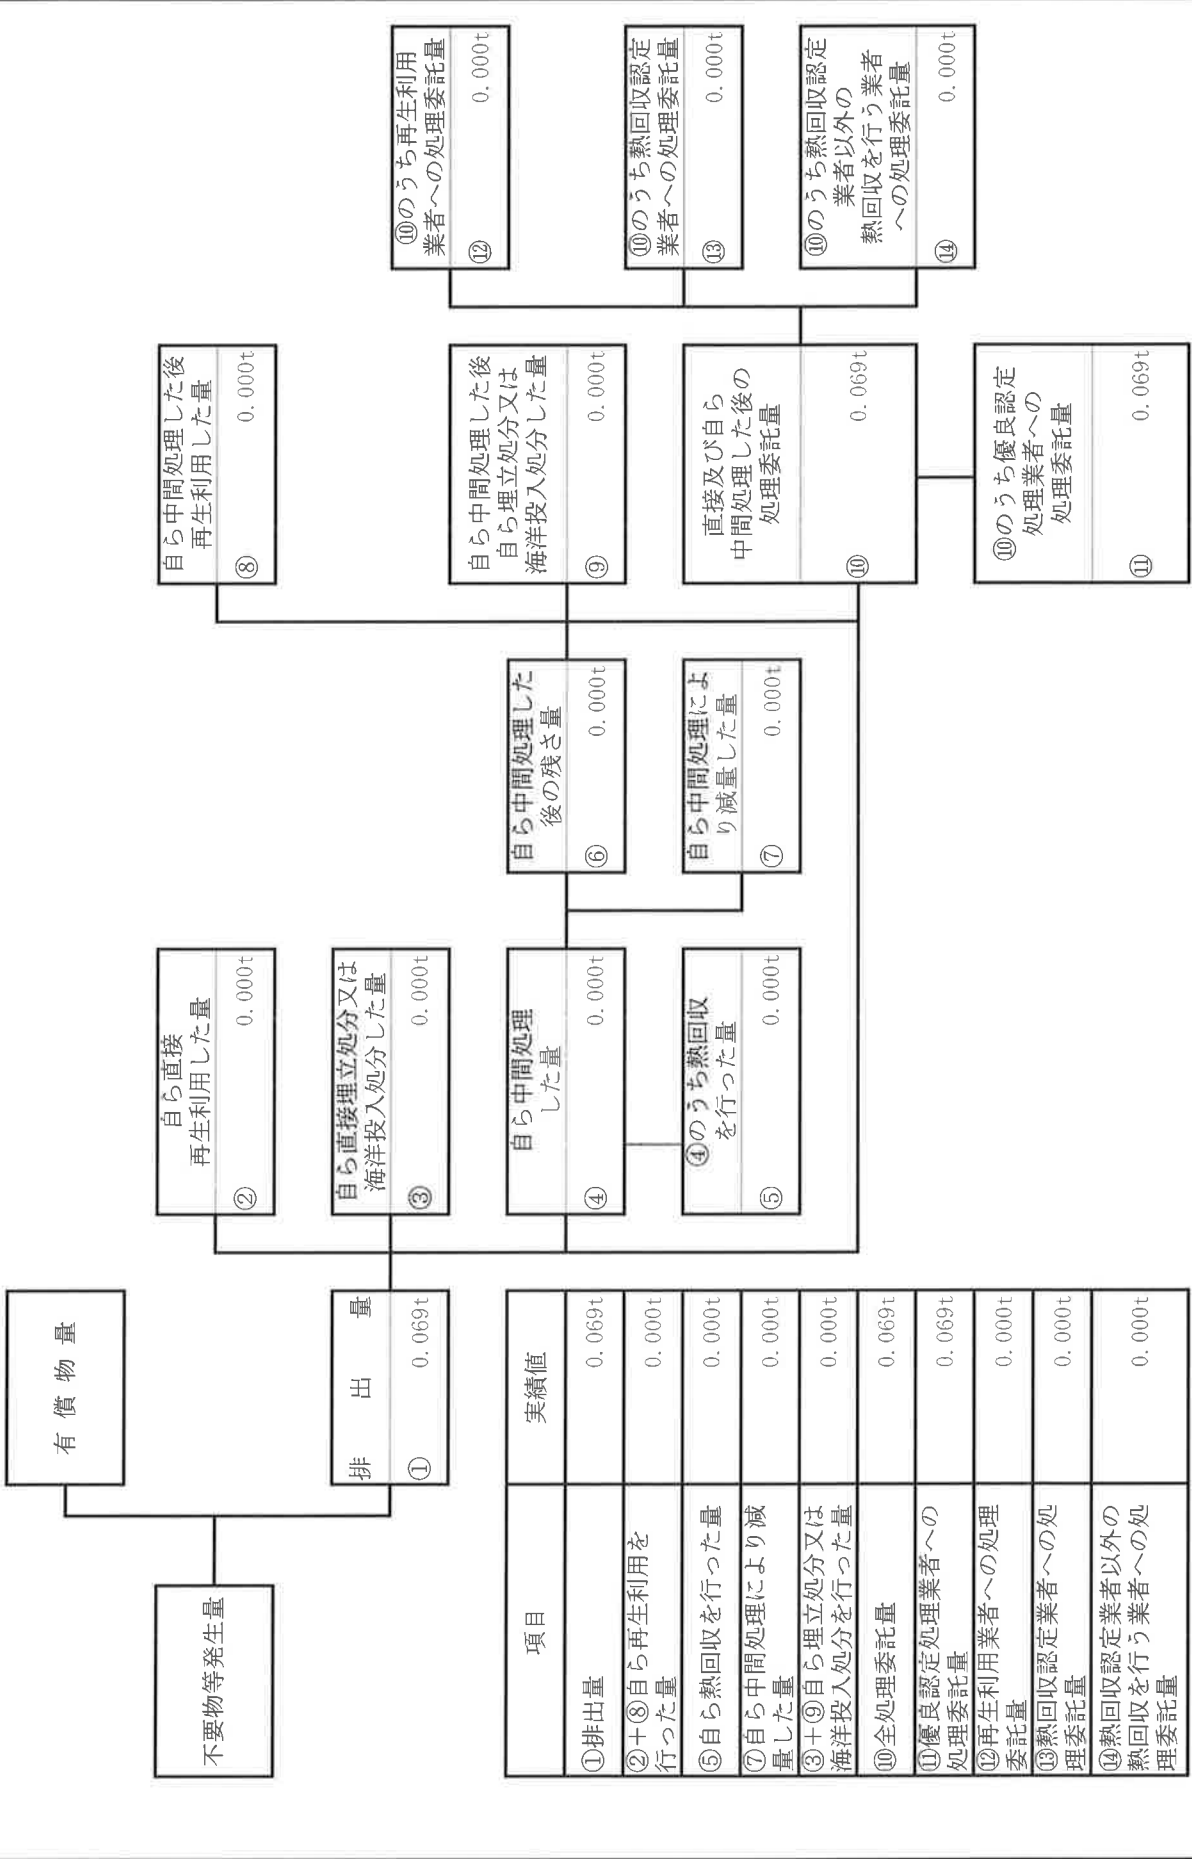 不要物等発生量
有償物量
排出量
① 0.069t
自ら直接
再生利用した量
② 0.000t
自ら直接埋立処分又は
海洋投入処分した量
③ 0.000t
自ら中間処理
した量
④ 0.000t
④のうち熱回収
を行った量
⑤ 0.000t
自ら中間処理した
後の残さ量
⑥ 0.000t
自ら中間処理によ
り減量した量
⑦ 0.000t
自ら中間処理した後
再生利用した量
⑧ 0.000t
自ら中間処理した後
自ら埋立処分又は
海洋投入処分した量
⑨ 0.000t
直接及び自ら
中間処理した後の
処理委託量
⑩ 0.069t
⑩のうち優良認定
処理業者への
処理委託量
⑪ 0.069t
⑩のうち再生利用
業者への処理委託量
⑫ 0.000t
⑩のうち熱回収認定
業者への処理委託量
⑬ 0.000t
⑩のうち熱回収認定
業者以外の
熱回収を行う業者
への処理委託量
⑭ 0.000t
項目 実績値
①排出量 0.069t
②+⑧自ら再生利用を
行った量 0.000t
⑤自ら熱回収を行った量 0.000t
⑦自ら中間処理により減
量した量 0.000t
③+⑨自ら埋立処分又は
海洋投入処分を行った量 0.000t
⑩全処理委託量 0.069t
⑪優良認定処理業者への
処理委託量 0.069t
⑫再生利用業者への処理
委託量 0.000t
⑬熱回収認定業者への処
理委託量 0.000t
⑭熱回収認定業者以外の
熱回収を行う業者への処
理委託量 0.000t